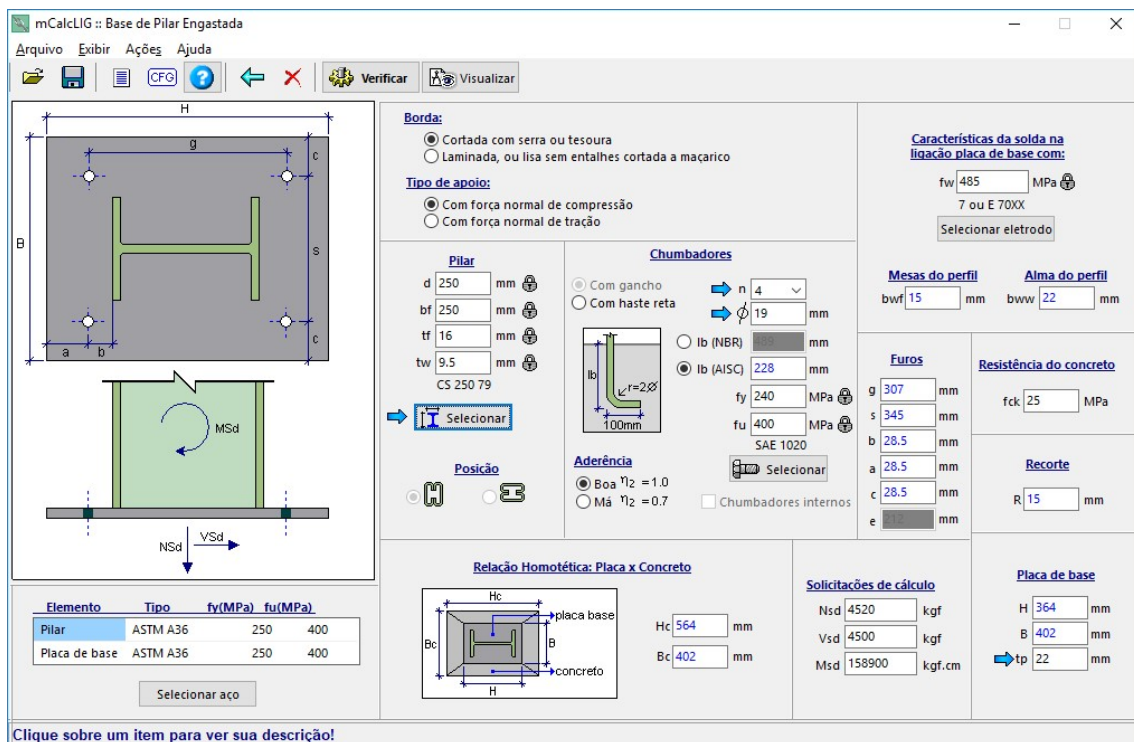 mCalcLIG :: Base de Pilar Engastada
Arquivo Exibir Ações Ajuda
CFG ? Verificar Visualizar
H
g
c
B
s
c
a b
MSd
VSd
NSd
Elemento Tipo fy(MPa) fu(MPa)
Pilar ASTM A36 250 400
Placa de base ASTM A36 250 400
Selecionar aço
Borda:
Cortada com serra ou tesoura
Laminada, ou lisa sem entalhes cortada a maçarico
Tipo de apoio:
Com força normal de compressão
Com força normal de tração
Pilar
d 250 mm
bf 250 mm
tf 16 mm
tw 9.5 mm
CS 250 79
Selecionar
Posição
Chumbadores
Com gancho
Com haste reta
n 4
ϕ 19 mm
lb (NBR) 489 mm
lb (AISC) 228 mm
fy 240 MPa
fu 400 MPa
SAE 1020
Selecionar
Chumbadores internos
lb
r=2Ø
100mm
Aderência
Boa η2 =1.0
Má η2 =0.7
Relação Homotética: Placa x Concreto
Hc
placa base
Bc
B
concreto
H
Hc 564 mm
Bc 402 mm
Características da solda na
ligação placa de base com:
fw 485 MPa
7 ou E 70XX
Selecionar eletrodo
Mesas do perfil Alma do perfil
bwf 15 mm bww 22 mm
Furos
g 307 mm
s 345 mm
b 28.5 mm
a 28.5 mm
c 28.5 mm
e 212 mm
Resistência do concreto
fck 25 MPa
Recorte
R 15 mm
Solicitações de cálculo
Nsd 4520 kgf
Vsd 4500 kgf
Msd 158900 kgf.cm
Placa de base
H 364 mm
B 402 mm
tp 22 mm
Clique sobre um item para ver sua descrição!